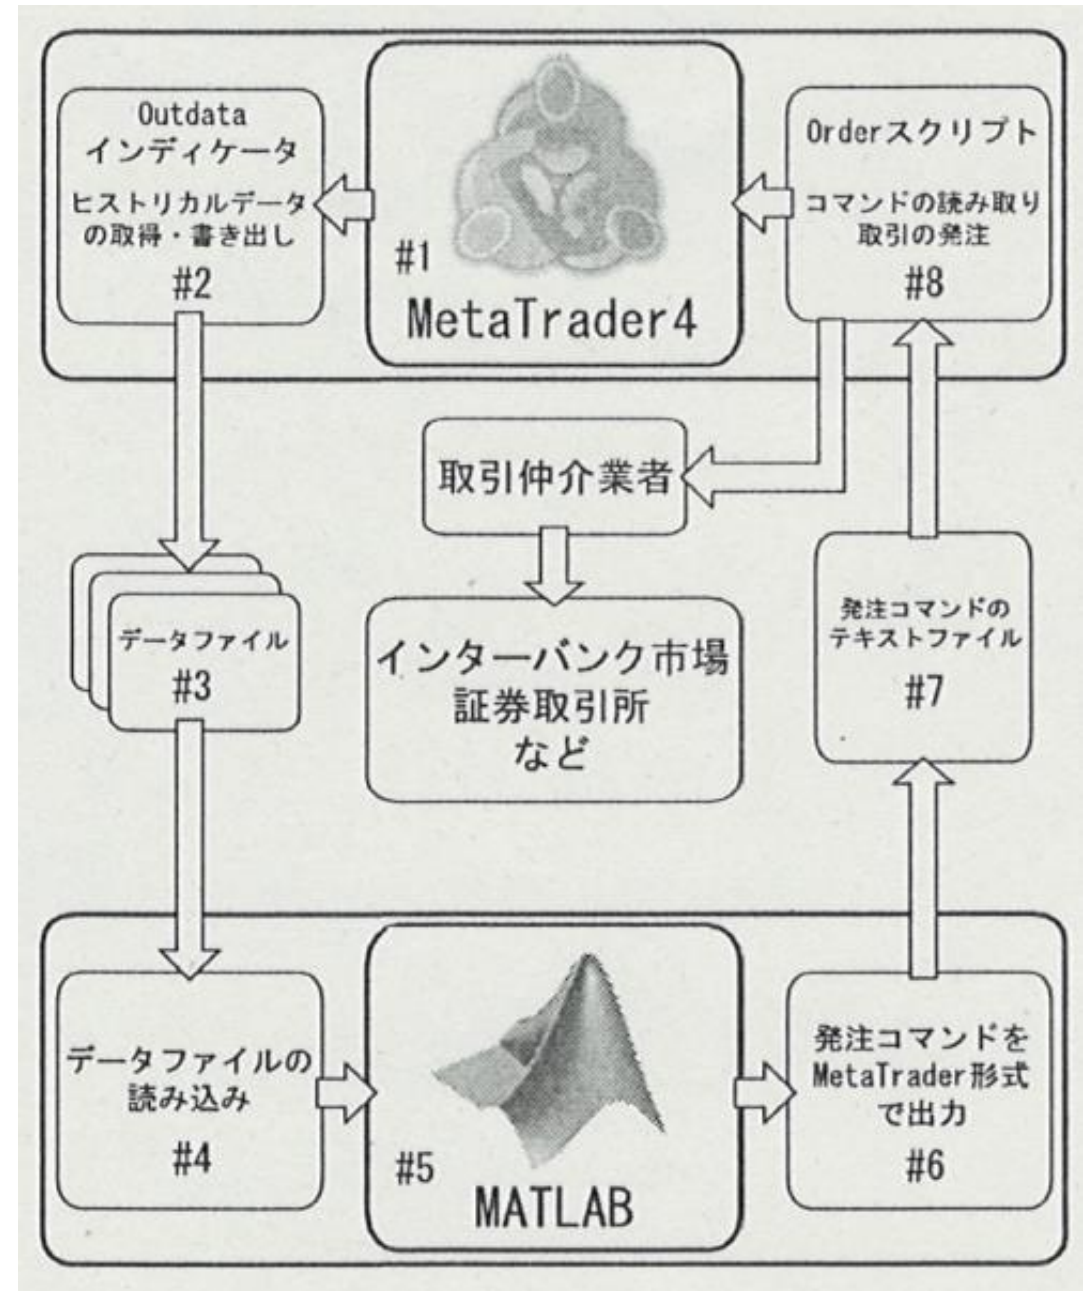 Outdata
インディケータ
ヒストリカルデータ
の取得・書き出し
#2
#1
MetaTrader4
Orderスクリプト
コマンドの読み取り
取引の発注
#8
取引仲介業者
インターバンク市場
証券取引所
など
データファイル
#3
発注コマンドの
テキストファイル
#7
データファイルの
読み込み
#4
#5
MATLAB
発注コマンドを
MetaTrader形式
で出力
#6